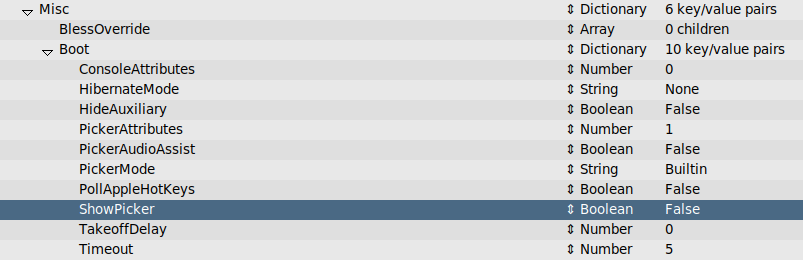 Misc Dictionary 6 key/value pairs
BlessOverride Array 0 children
Boot Dictionary 10 key/value pairs
ConsoleAttributes Number 0
HibernateMode String None
HideAuxiliary Boolean False
PickerAttributes Number 1
PickerAudioAssist Boolean False
PickerMode String Builtin
PollAppleHotKeys Boolean False
ShowPicker Boolean False
TakeoffDelay Number 0
Timeout Number 5